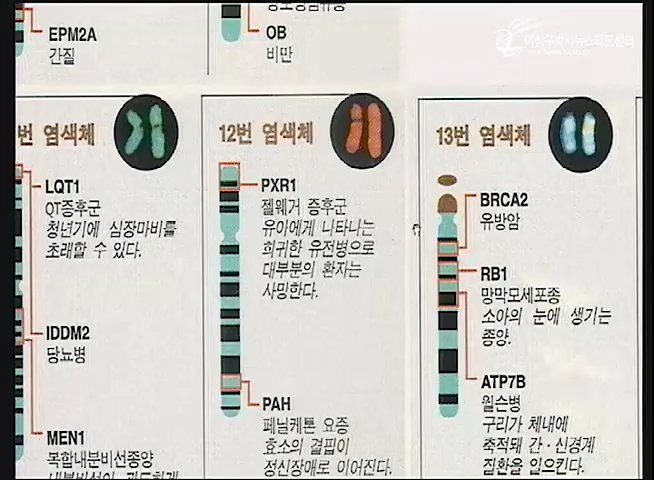 EPM2A
간질
OB
비만
이상구박사뉴스타트센터
번 염색체
LQT1
QT증후군
청년기에 심장마비를
초래할 수 있다.
IDDM2
당뇨병
MEN1
복합내분비선종양
12번 염색체
PXR1
젤웨거 증후군
유아에게 나타나는
희귀한 유전병으로
대부분의 환자는
사망한다.
PAH
페닐케톤 요증
효소의 결핍이
정신장애로 이어진다.
13번 염색체
BRCA2
유방암
RB1
망막모세포종
소아의 눈에 생기는
종양.
ATP7B
윌슨병
구리가 체내에
축적돼 간·신경계
질환을 일으킨다.